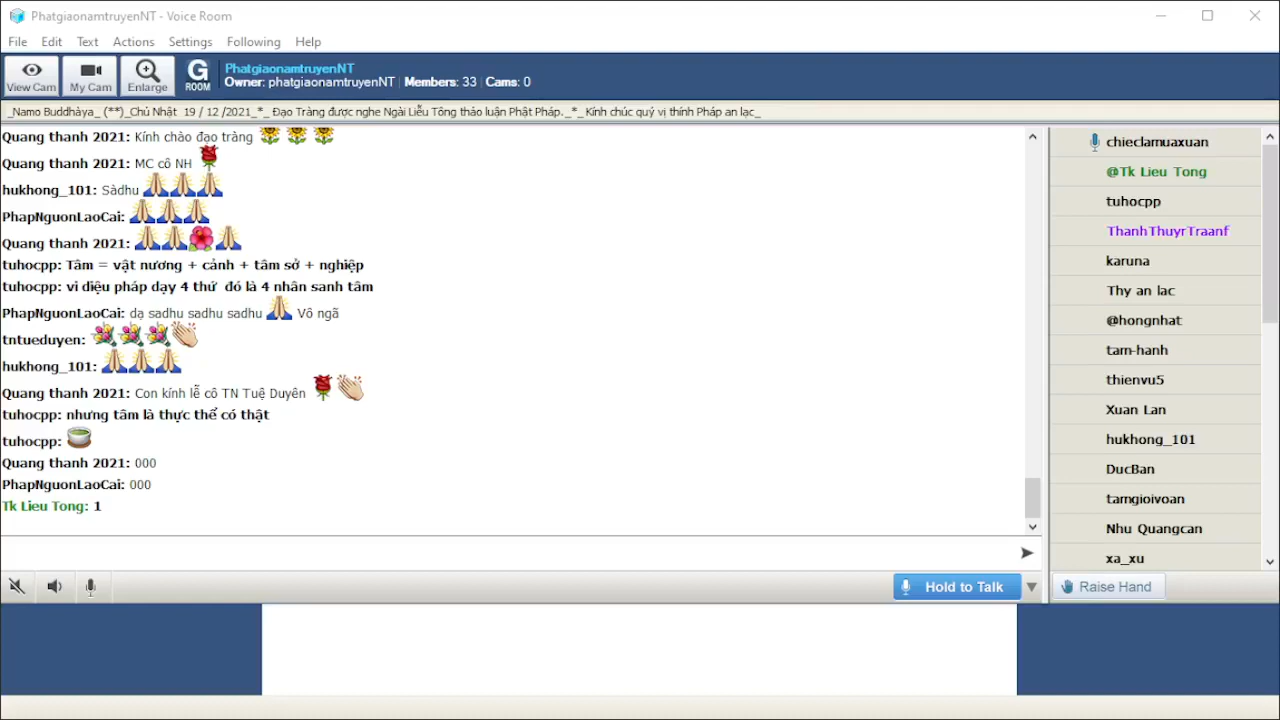 PhatgiaonamtruyenNT - Voice Room
File Edit Text Actions Settings Following Help
View Cam My Cam Enlarge G ROOM
PhatgiaonamtruyenNT
Owner: phatgiaonamtruyenNT | Members: 33 | Cams: 0
_Namo Buddhàya_ (**)_Chủ Nhật 19 / 12 /2021_*_ Đạo Tràng được nghe Ngài Liễu Tông thảo luận Phật Pháp._*_Kính chúc quý vị thính Pháp an lạc_
Quang thanh 2021: Kính chào đạo tràng
Quang thanh 2021: MC cô NH
hukhong_101: Sàdhu
PhapNguonLaoCai:
Quang thanh 2021:
tuhocpp: Tâm = vật nương + cảnh + tâm sở + nghiệp
tuhocpp: vi diệu pháp dạy 4 thứ đó là 4 nhân sanh tâm
PhapNguonLaoCai: dạ sadhu sadhu sadhu Vô ngã
tntueduyen:
hukhong_101:
Quang thanh 2021: Con kính lễ cô TN Tuệ Duyên
tuhocpp: nhưng tâm là thực thể có thật
tuhocpp:
Quang thanh 2021: 000
PhapNguonLaoCai: 000
Tk Lieu Tong: 1
chieclamuaxuan
@Tk Lieu Tong
tuhocpp
ThanhThuyrTraanf
karuna
Thy an lac
@hongnhat
tam-hanh
thienvu5
Xuan Lan
hukhong_101
DucBan
tamgioivoan
Nhu Quangcan
xa_xu
Hold to Talk
Raise Hand